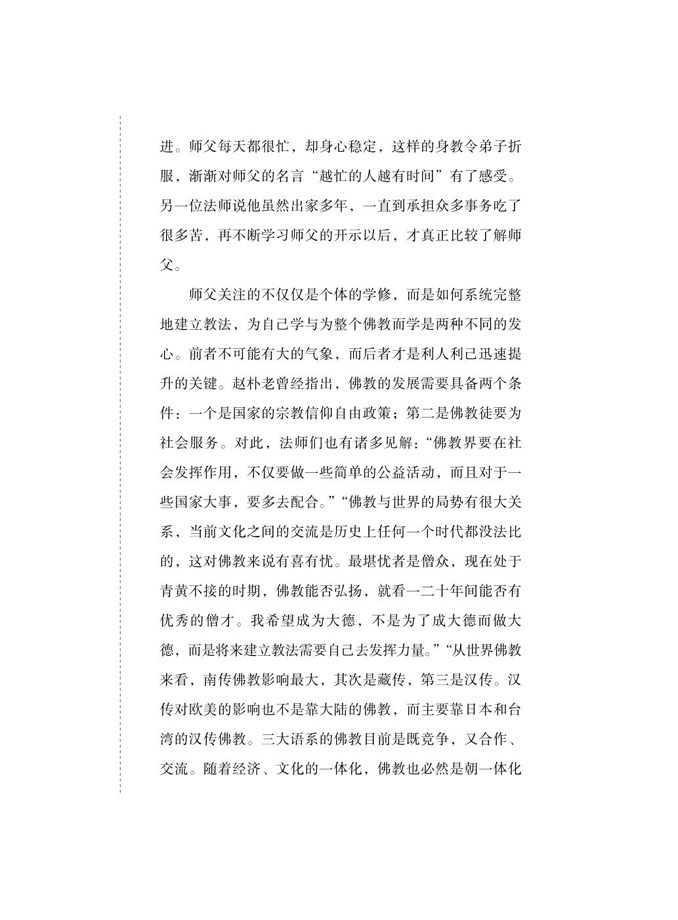 进。师父每天都很忙，却身心稳定，这样的身教令弟子折
服，渐渐对师父的名言“越忙的人越有时间”有了感受。
另一位法师说他虽然出家多年，一直到承担众多事务吃了
很多苦，再不断学习师父的开示以后，才真正比较了解师
父。
师父关注的不仅仅是个体的学修，而是如何系统完整
地建立教法，为自己学与为整个佛教而学是两种不同的发
心。前者不可能有大的气象，而后者才是利人利己迅速提
升的关键。赵朴老曾经指出，佛教的发展需要具备两个条
件：一个是国家的宗教信仰自由政策；第二是佛教徒要为
社会服务。对此，法师们也有诸多见解：“佛教界要在社
会发挥作用，不仅要做一些简单的公益活动，而且对于一
些国家大事，要多去配合。”“佛教与世界的局势有很大关
系，当前文化之间的交流是历史上任何一个时代都没法比
的，这对佛教来说有喜有忧。最堪忧者是僧众，现在处于
青黄不接的时期，佛教能否弘扬，就看一二十年间能否有
优秀的僧才。我希望成为大德，不是为了成大德而做大
德，而是将来建立教法需要自己去发挥力量。”“从世界佛教
来看，南传佛教影响最大，其次是藏传，第三是汉传。汉
传对欧美的影响也不是靠大陆的佛教，而主要靠日本和台
湾的汉传佛教。三大语系的佛教目前是既竞争，又合作、
交流。随着经济、文化的一体化，佛教也必然是朝一体化